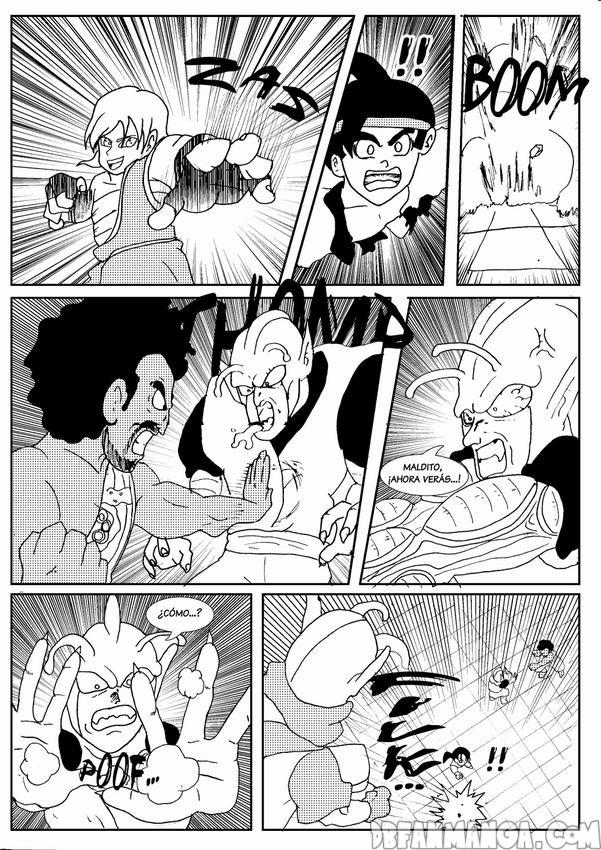 ZAS
!!
BOOM
THOMP
MALDITO,
¡AHORA VERÁS...!
¿CÓMO...?
POOF...
!!
DBFANMANGA.COM